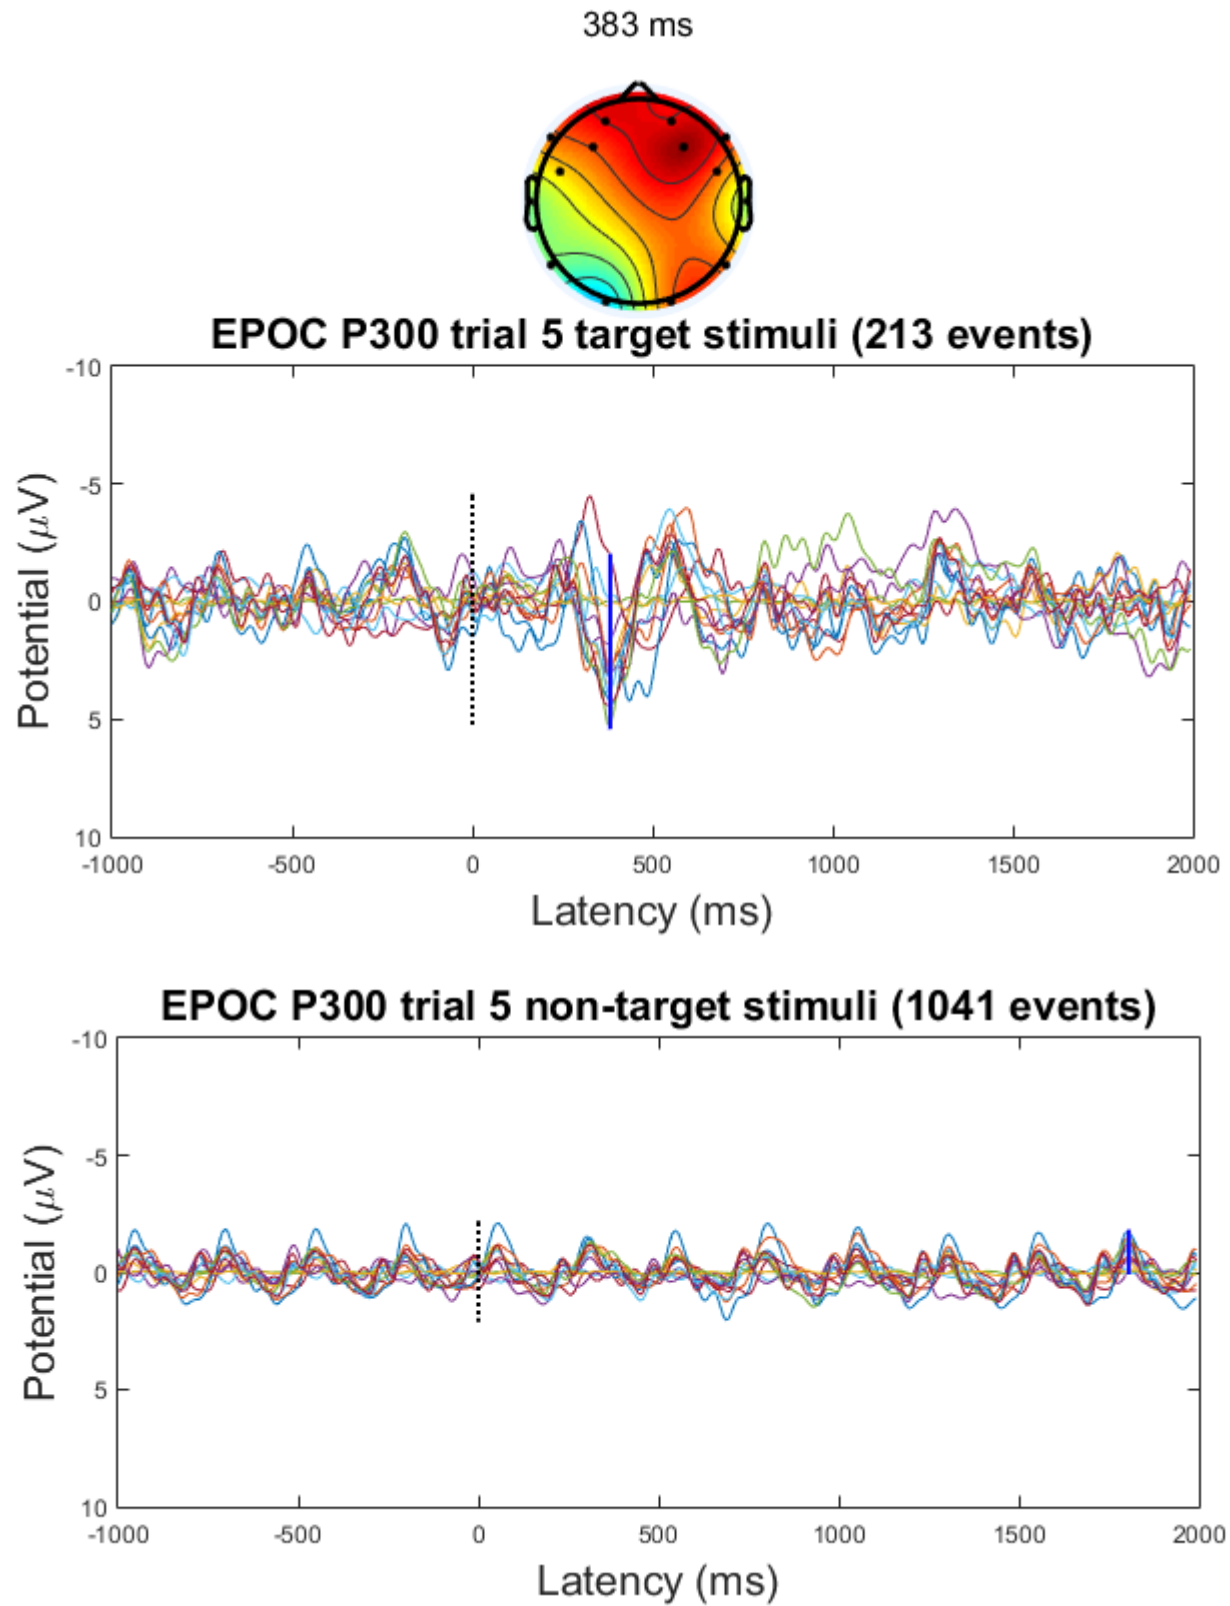 383 ms
EPOC P300 trial 5 target stimuli (213 events)
-10
-5
0
5
10
Potential (μV)
-1000 -500 0 500 1000 1500 2000
Latency (ms)
EPOC P300 trial 5 non-target stimuli (1041 events)
-10
-5
0
5
10
Potential (μV)
-1000 -500 0 500 1000 1500 2000
Latency (ms)